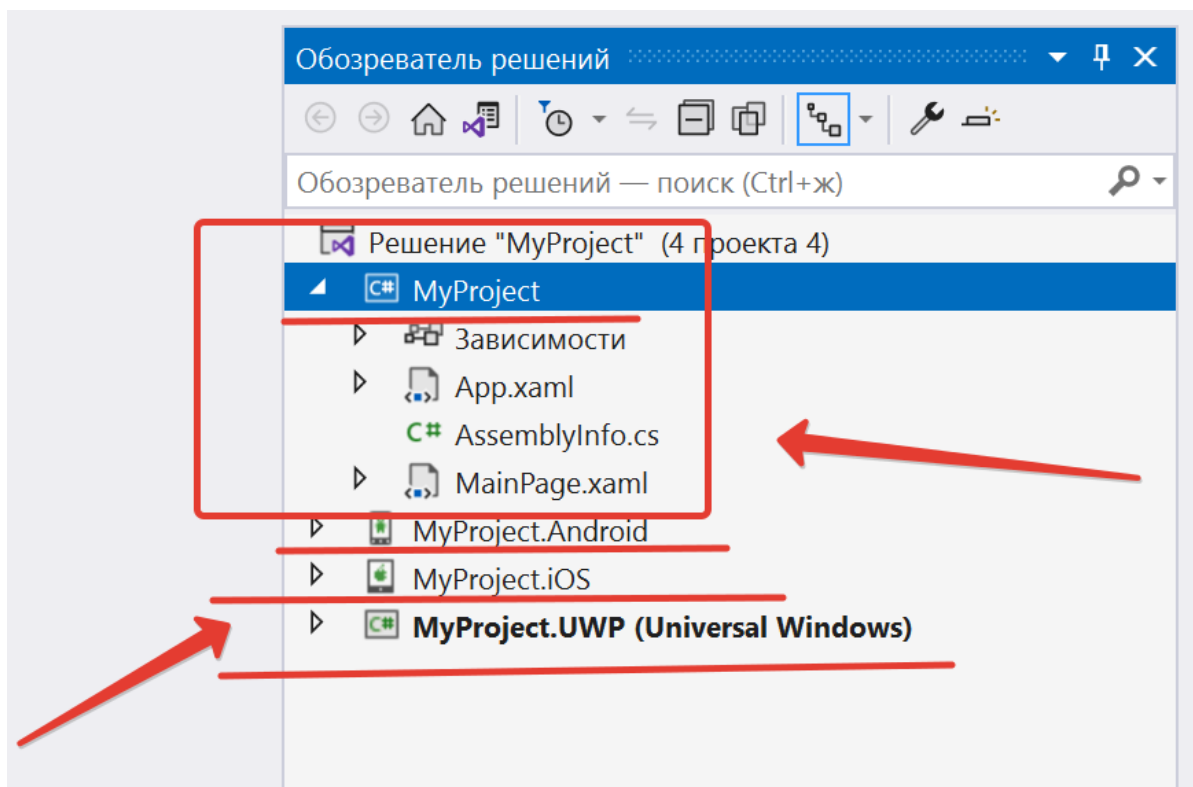 Обозреватель решений
Обозреватель решений — поиск (Ctrl+ж)
Решение "MyProject" (4 проекта 4)
C# MyProject
Зависимости
App.xaml
C# AssemblyInfo.cs
MainPage.xaml
MyProject.Android
MyProject.iOS
C# MyProject.UWP (Universal Windows)